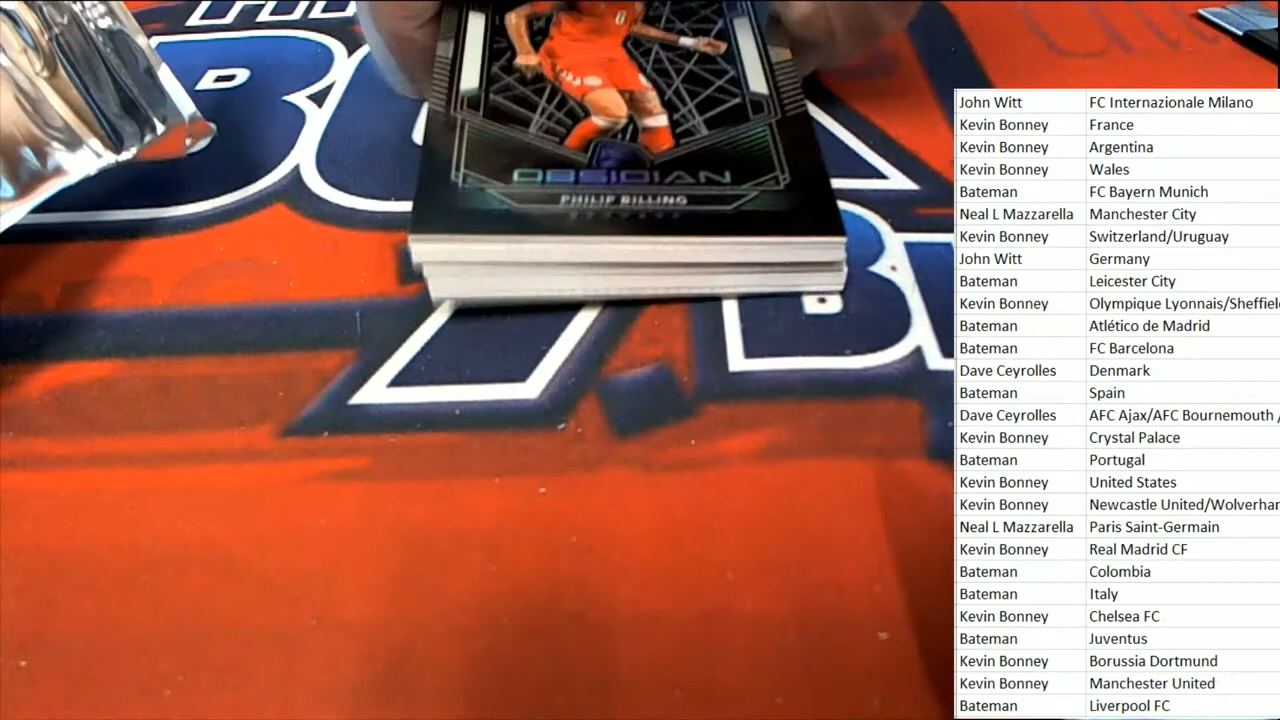 OBSIDIAN
PHILIP BILLING
John Witt FC Internazionale Milano
Kevin Bonney France
Kevin Bonney Argentina
Kevin Bonney Wales
Bateman FC Bayern Munich
Neal L Mazzarella Manchester City
Kevin Bonney Switzerland/Uruguay
John Witt Germany
Bateman Leicester City
Kevin Bonney Olympique Lyonnais/Sheffiel
Bateman Atlético de Madrid
Bateman FC Barcelona
Dave Ceyrolles Denmark
Bateman Spain
Dave Ceyrolles AFC Ajax/AFC Bournemouth /
Kevin Bonney Crystal Palace
Bateman Portugal
Kevin Bonney United States
Kevin Bonney Newcastle United/Wolverhar
Neal L Mazzarella Paris Saint-Germain
Kevin Bonney Real Madrid CF
Bateman Colombia
Bateman Italy
Kevin Bonney Chelsea FC
Bateman Juventus
Kevin Bonney Borussia Dortmund
Kevin Bonney Manchester United
Bateman Liverpool FC